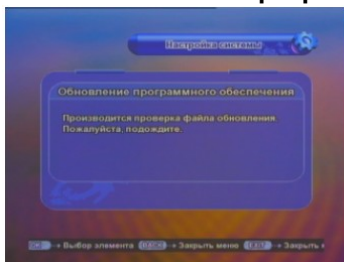 Настройка системы
Обновление программного обеспечения
Производится проверка файла обновления.
Пожалуйста, подождите.
→ Выбор элемента → Закрыть меню → Закрыть